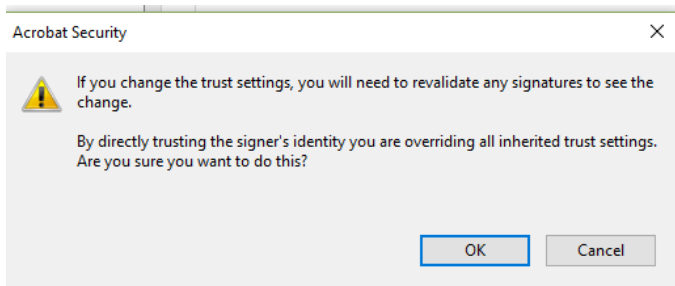 Acrobat Security
If you change the trust settings, you will need to revalidate any signatures to see the
change.
By directly trusting the signer's identity you are overriding all inherited trust settings.
Are you sure you want to do this?
OK
Cancel